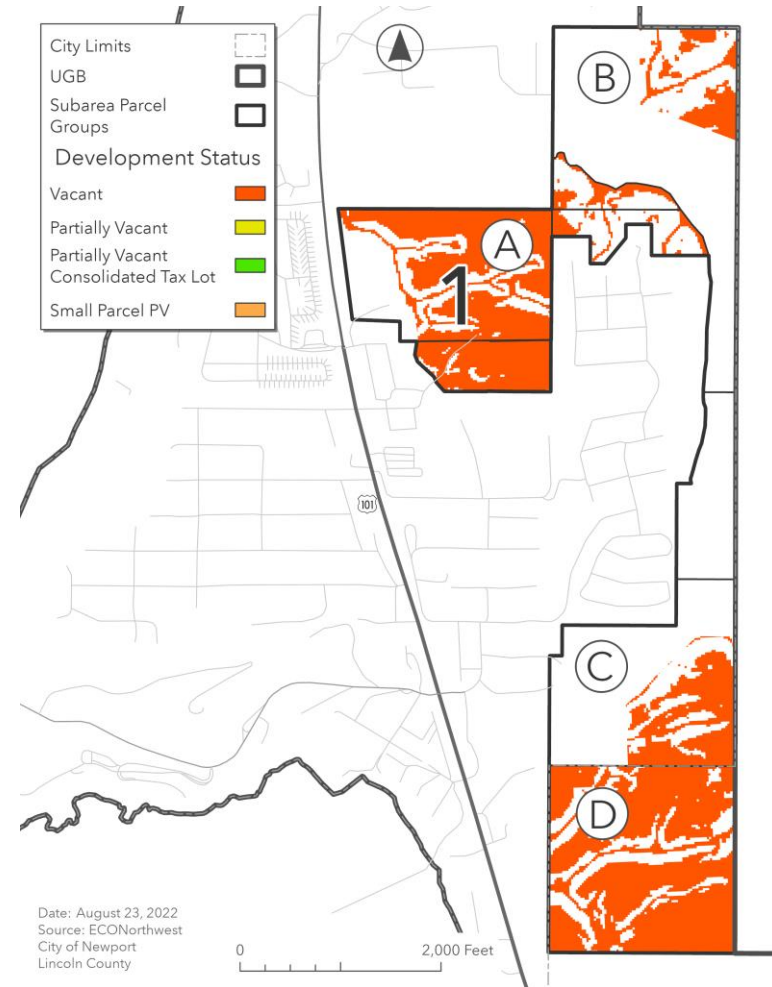 City Limits
UGB
Subarea Parcel
Groups
Development Status
Vacant
Partially Vacant
Partially Vacant
Consolidated Tax Lot
Small Parcel PV
B
A
1
101
C
D
Date: August 23, 2022
Source: ECONorthwest
City of Newport
Lincoln County
0
2,000 Feet